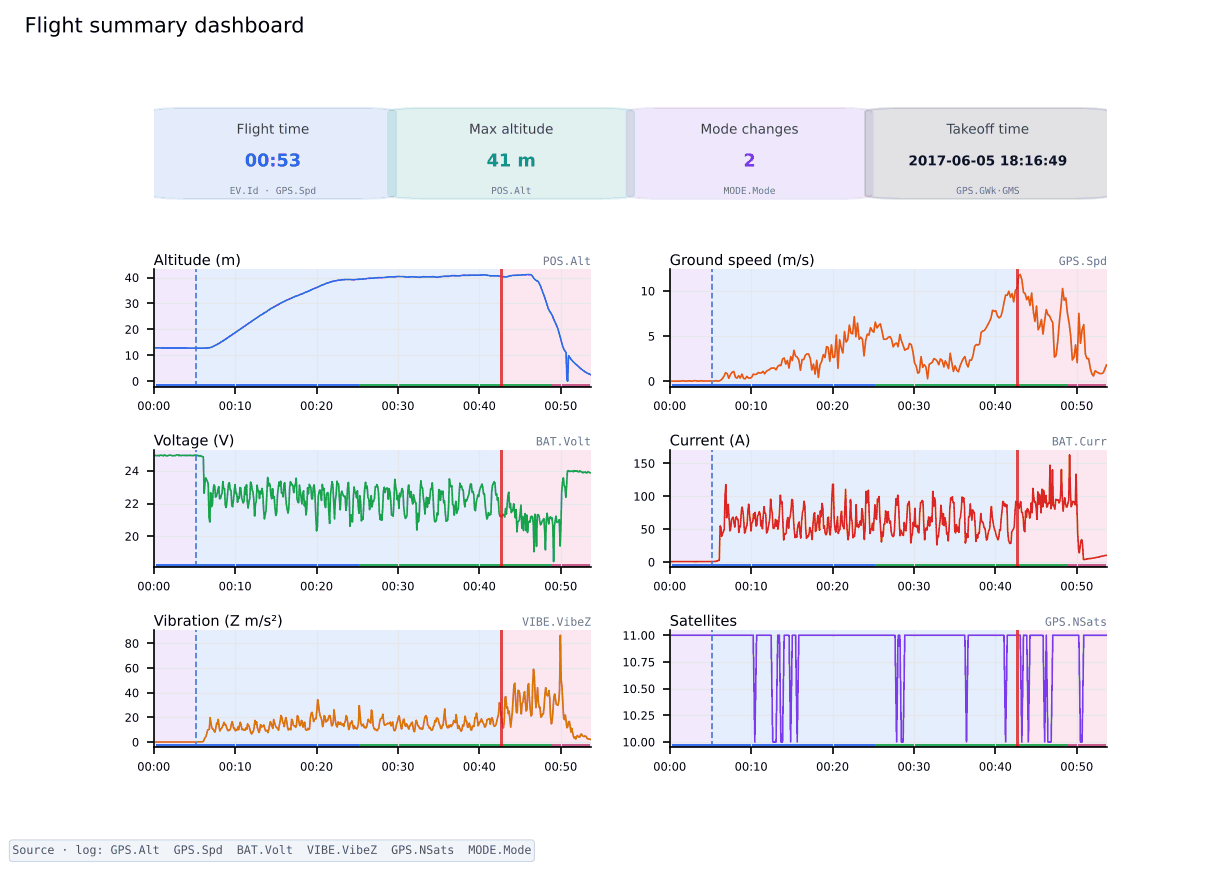 Flight summary dashboard
Flight time
00:53
EV.Id · GPS.Spd
Max altitude
41 m
POS.Alt
Mode changes
2
MODE.Mode
Takeoff time
2017-06-05 18:16:49
GPS.GWk·GMS
Altitude (m) POS.Alt
40
30
20
10
0
00:00 00:10 00:20 00:30 00:40 00:50
Ground speed (m/s) GPS.Spd
10
5
0
00:00 00:10 00:20 00:30 00:40 00:50
Voltage (V) BAT.Volt
24
22
20
00:00 00:10 00:20 00:30 00:40 00:50
Current (A) BAT.Curr
150
100
50
0
00:00 00:10 00:20 00:30 00:40 00:50
Vibration (Z m/s²) VIBE.VibeZ
80
60
40
20
0
00:00 00:10 00:20 00:30 00:40 00:50
Satellites GPS.NSats
11.00
10.75
10.50
10.25
10.00
00:00 00:10 00:20 00:30 00:40 00:50
Source · log: GPS.Alt GPS.Spd BAT.Volt VIBE.VibeZ GPS.NSats MODE.Mode